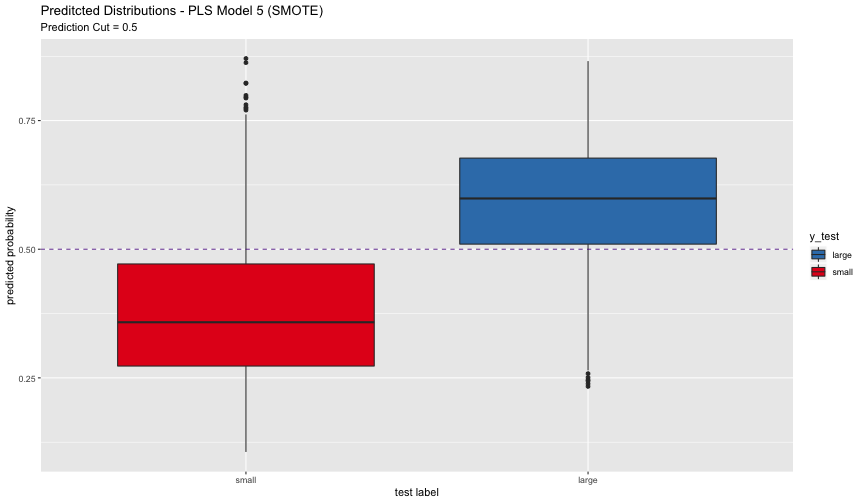 Preditcted Distributions - PLS Model 5 (SMOTE)
Prediction Cut = 0.5
predicted probability
0.75
0.50
0.25
small
large
test label
y_test
large
small